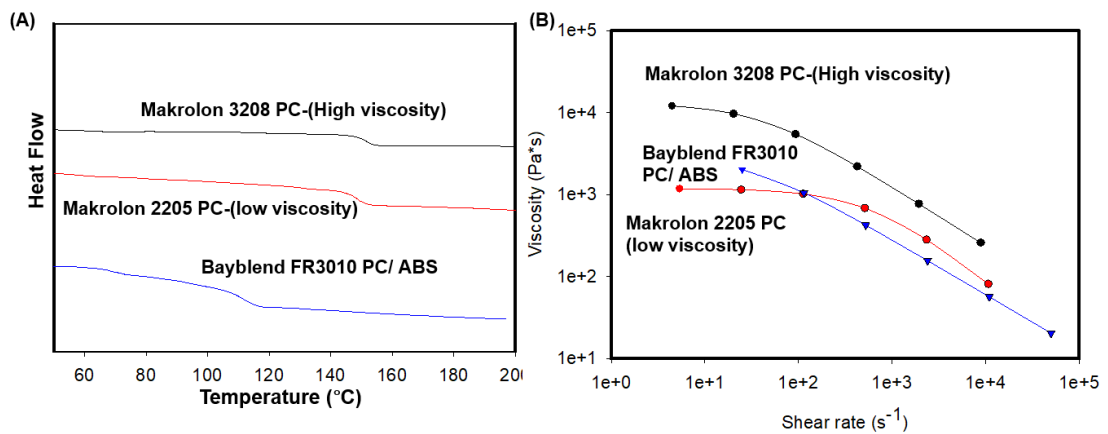 (A)
Heat Flow
Makrolon 3208 PC-(High viscosity)
Makrolon 2205 PC-(low viscosity)
Bayblend FR3010 PC/ ABS
60 80 100 120 140 160 180 20
Temperature (°C)
(B)
Viscosity (Pa*s)
1e+5
1e+4
1e+3
1e+2
1e+1
Makrolon 3208 PC-(High viscosity)
Bayblend FR3010
PC/ ABS
Makrolon 2205 PC
(low viscosity)
1e+0 1e+1 1e+2 1e+3 1e+4 1e+5
Shear rate (s⁻¹)